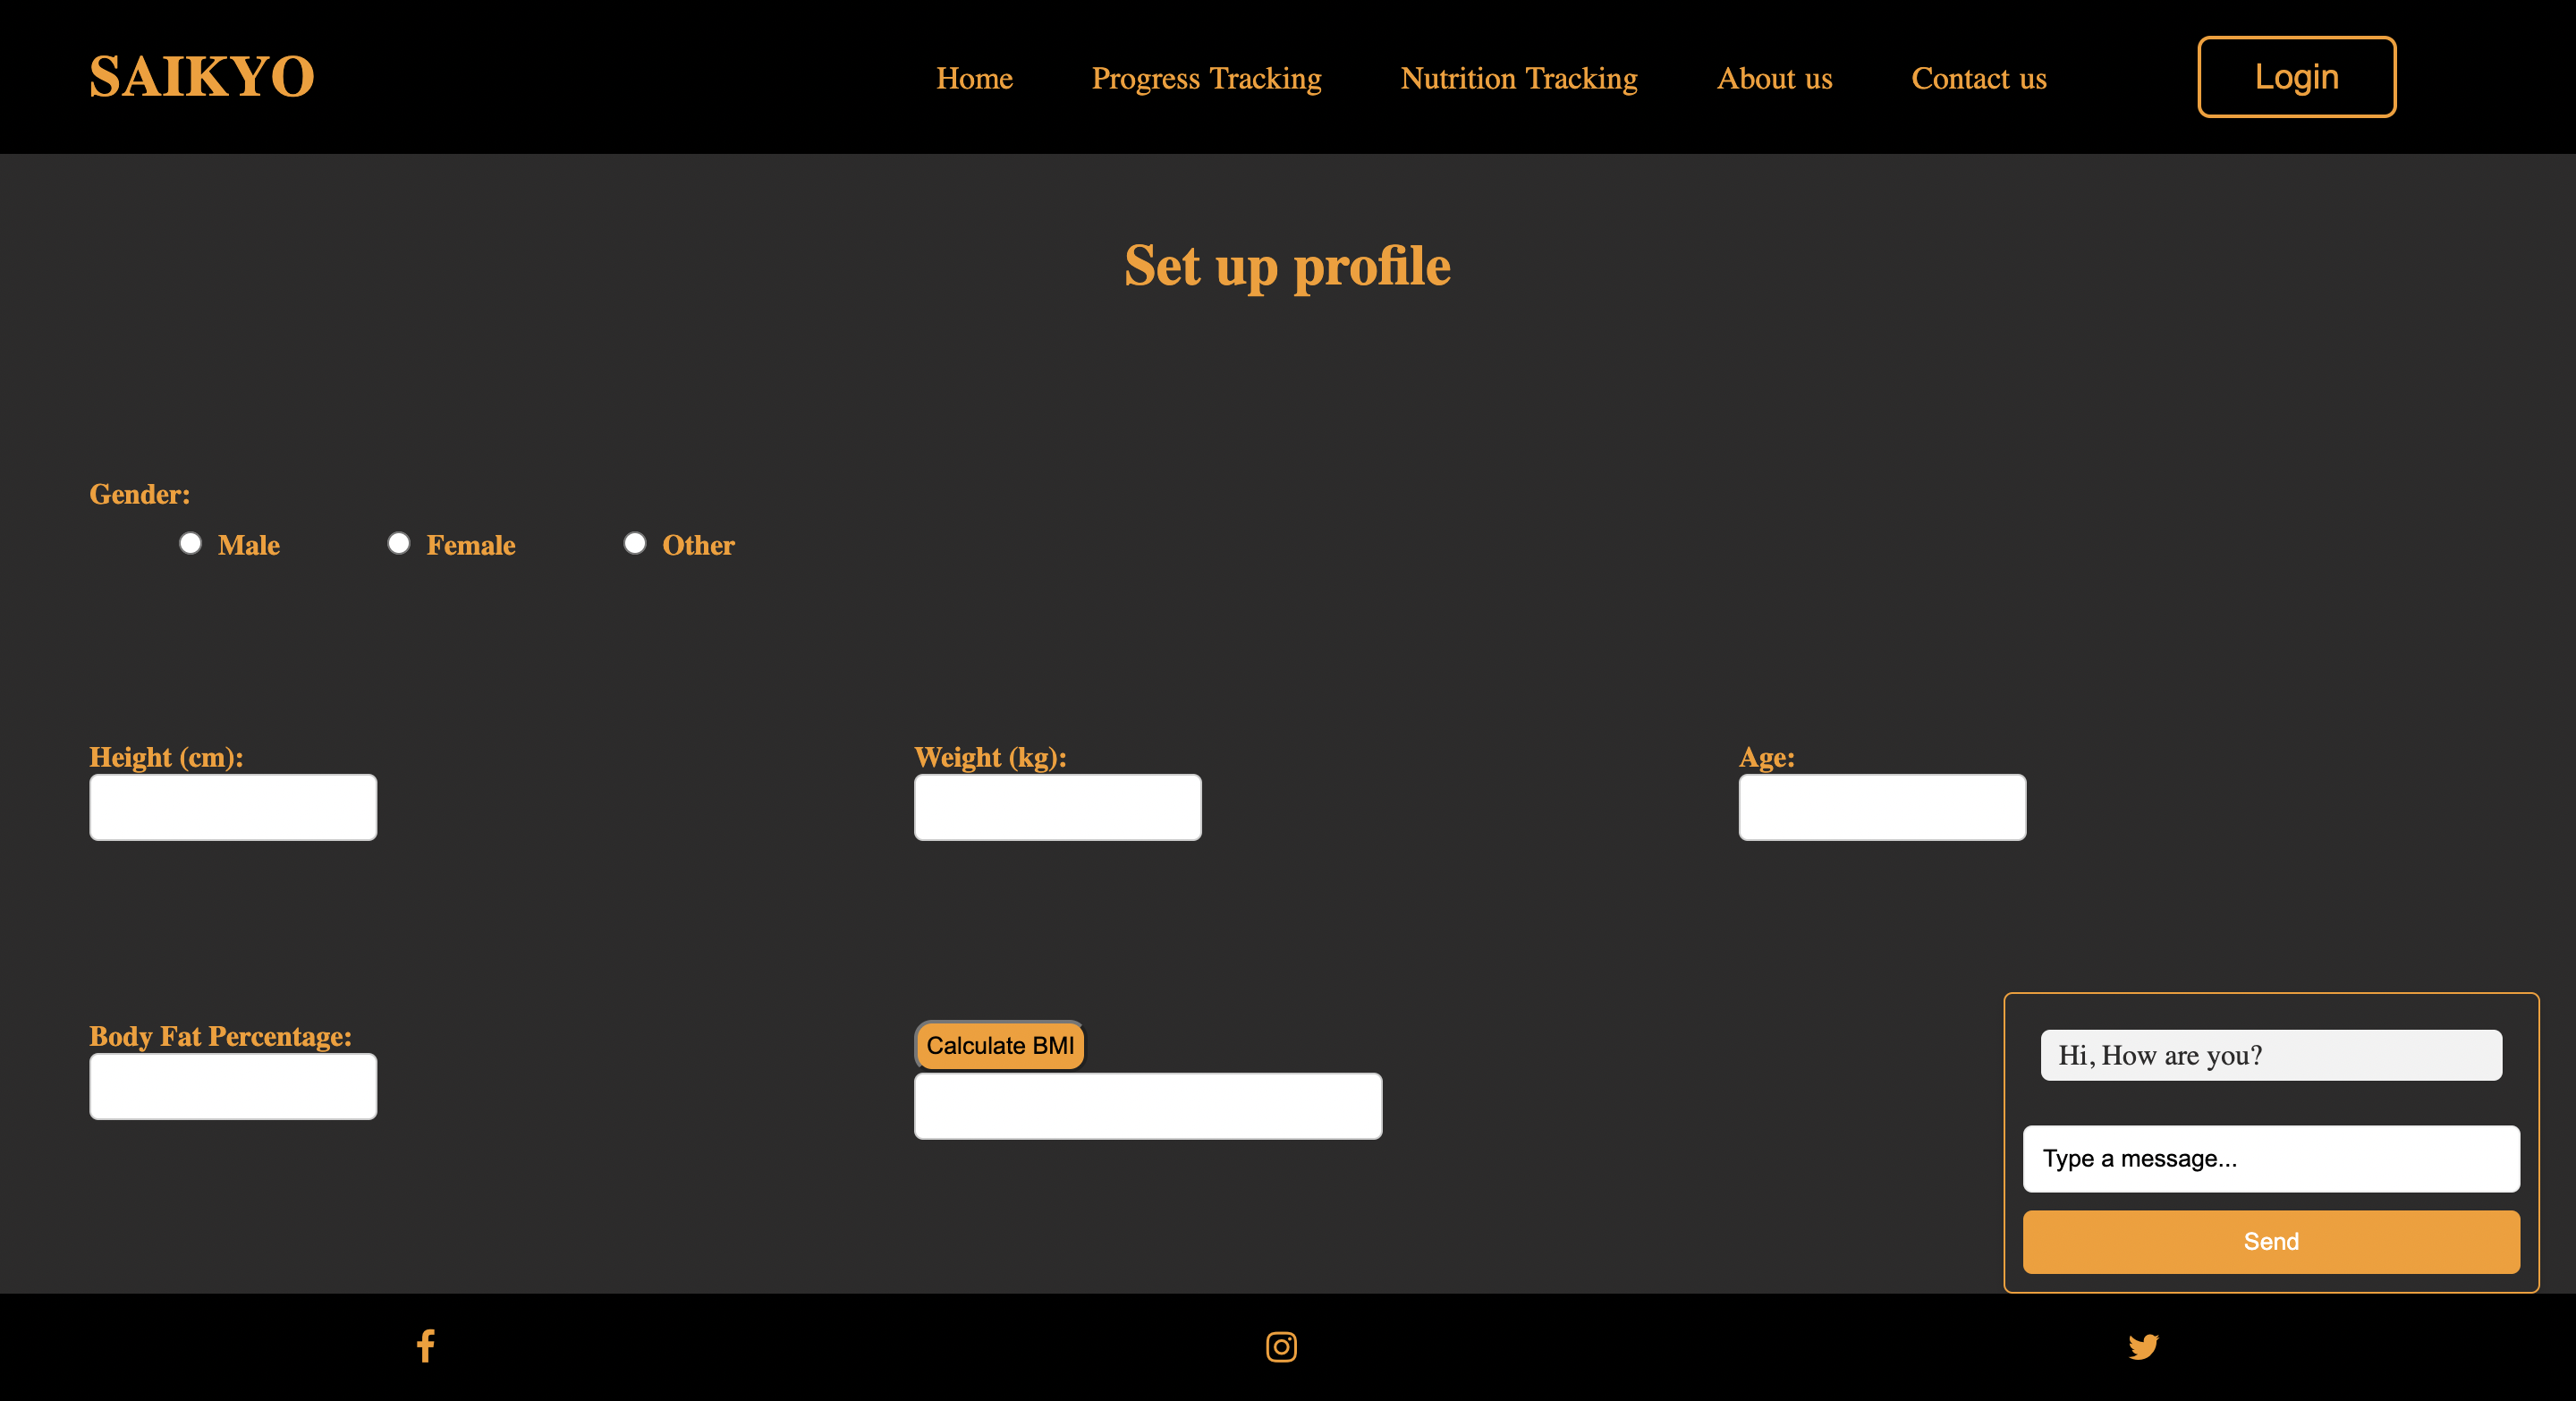 SAIKYO
Home Progress Tracking Nutrition Tracking About us Contact us Login
Set up profile
Gender:
Male Female Other
Height (cm): Weight (kg): Age:
Body Fat Percentage: Calculate BMI
Hi, How are you?
Type a message...
Send